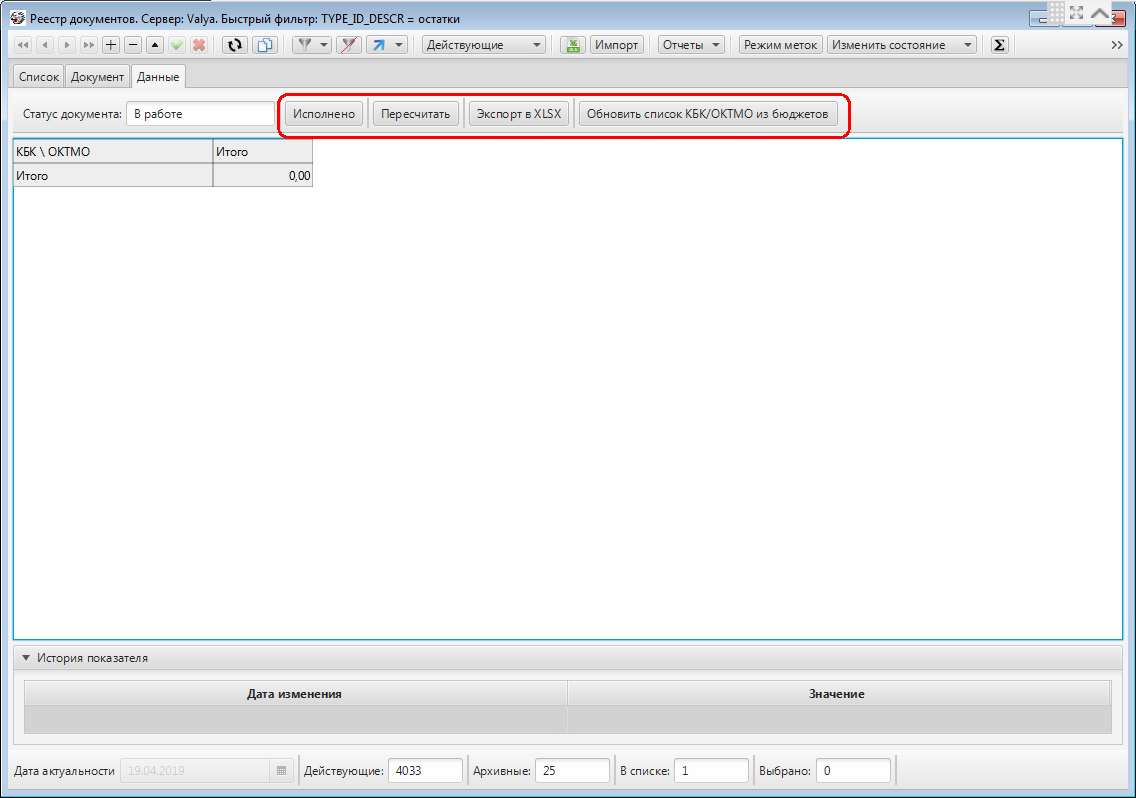 Реестр документов. Сервер: Valya. Быстрый фильтр: TYPE_ID_DESCR = остатки
Действующие Импорт Отчеты Режим меток Изменить состояние Σ
Список Документ Данные
Статус документа: В работе Исполнено Пересчитать Экспорт в XLSX Обновить список КБК/ОКТМО из бюджетов
КБК \ ОКТМО Итого
Итого 0,00
История показателя
Дата изменения Значение
Дата актуальности 19.04.2019 Действующие: 4033 Архивные: 25 В списке: 1 Выбрано: 0